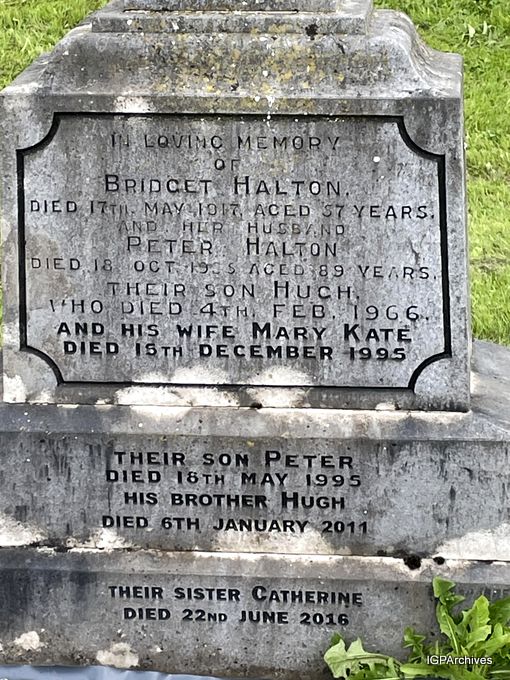 IN LOVING MEMORY
OF
BRIDGET HALTON.
DIED 17TH. MAY 1917, AGED 57 YEARS.
AND HER HUSBAND
PETER HALTON
DIED 18 OCT AGED 89 YEARS.
THEIR SON HUGH,
WHO DIED 4TH. FEB. 1966.
AND HIS WIFE MARY KATE
DIED 15TH DECEMBER 1995
THEIR SON PETER
DIED 18TH MAY 1995
HIS BROTHER HUGH
DIED 6TH JANUARY 2011
THEIR SISTER CATHERINE
DIED 22ND JUNE 2016
IGPArchives